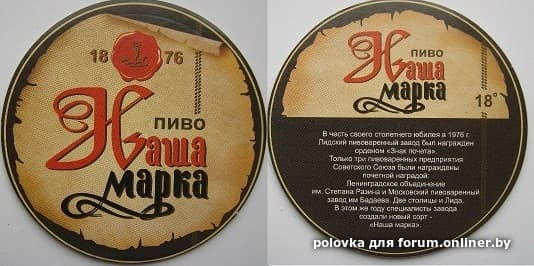 18 76
пиво
Наша
марка
пиво
Наша
марка
18°
В честь своего столетнего юбилея в 1976 г.
Лидский пивоваренный завод был награжден
орденом «Знак почета».
Только три пивоваренных предприятия
Советского Союза были награждены
почетной наградой:
Ленинградское объединение
им. Степана Разина и Московский пивоваренный
завод им Бадаева. Две столицы и Лида.
В этом же году специалисты завода
создали новый сорт -
«Наша марка».
polovka для forum.onliner.by